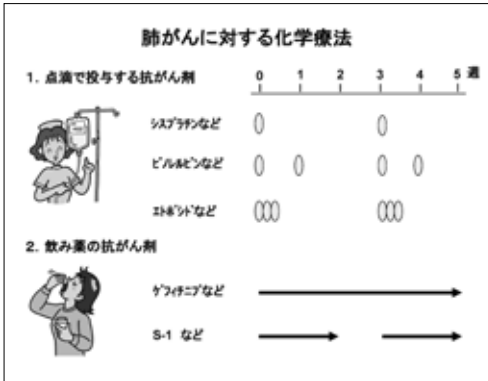 肺がんに対する化学療法
1. 点滴で投与する抗がん剤
0 1 2 3 4 5 週
ｼｽﾌﾟﾗﾁﾝなど
ﾋﾞﾉﾚﾙﾋﾞﾝなど
ｴﾄﾎﾟｼﾄﾞなど
2. 飲み薬の抗がん剤
ｹﾞﾌｨﾁﾆﾌﾞなど
S-1 など